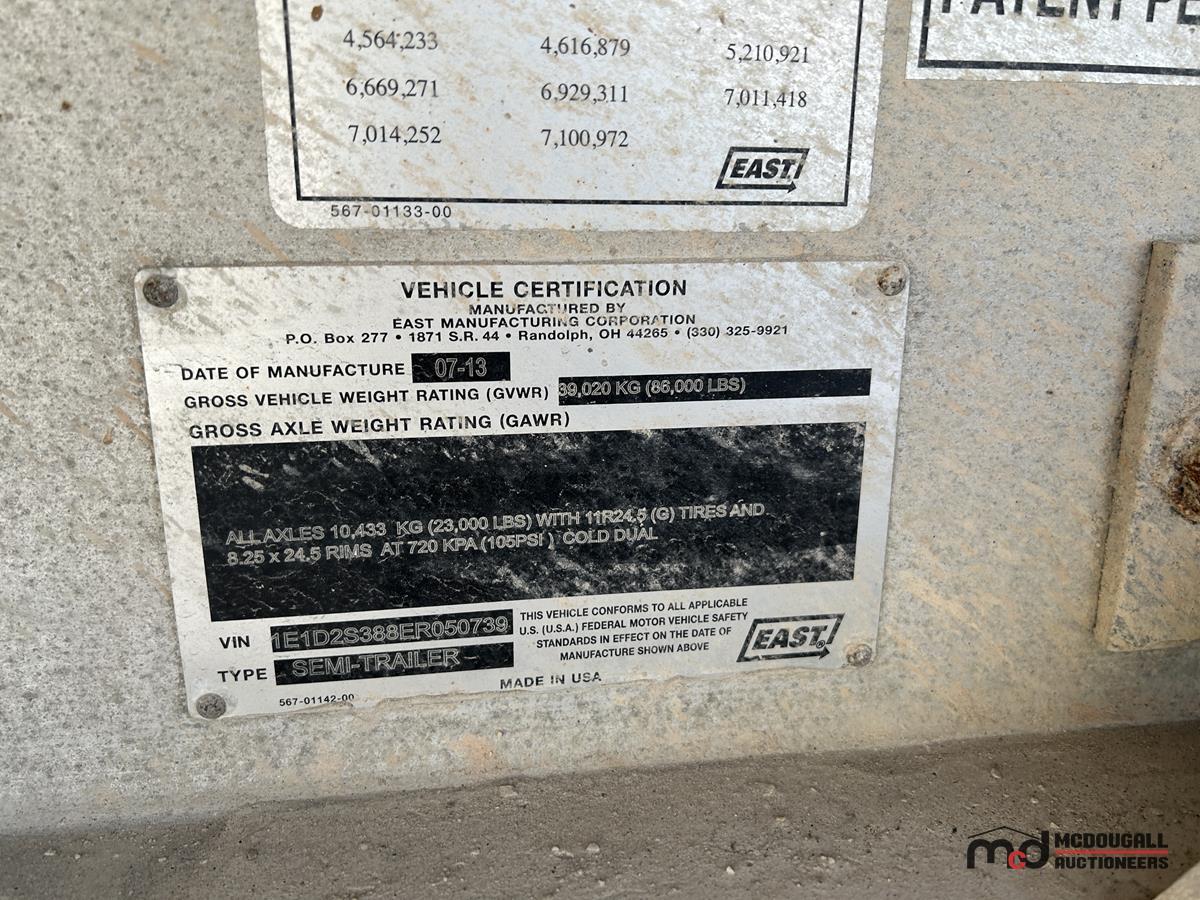 4,564,233 4,616,879 5,210,921
6,669,271 6,929,311 7,011,418
7,014,252 7,100,972
EAST
567-01133-00
PATENT
VEHICLE CERTIFICATION
MANUFACTURED BY
EAST MANUFACTURING CORPORATION
P.O. Box 277 • 1871 S.R. 44 • Randolph, OH 44265 • (330) 325-9921
DATE OF MANUFACTURE 07-13
GROSS VEHICLE WEIGHT RATING (GVWR) 39,020 KG (86,000 LBS)
GROSS AXLE WEIGHT RATING (GAWR)
ALL AXLES 10,433 KG (23,000 LBS) WITH 11R24.5 (G) TIRES AND
8.25 x 24.5 RIMS AT 720 KPA (105PSI) COLD DUAL
VIN 1E1D2S388ER050739
TYPE SEMI-TRAILER
THIS VEHICLE CONFORMS TO ALL APPLICABLE
U.S. (U.S.A.) FEDERAL MOTOR VEHICLE SAFETY
STANDARDS IN EFFECT ON THE DATE OF
MANUFACTURE SHOWN ABOVE
EAST®
567-01142-00
MADE IN USA
mcd MCDOUGALL
AUCTIONEERS